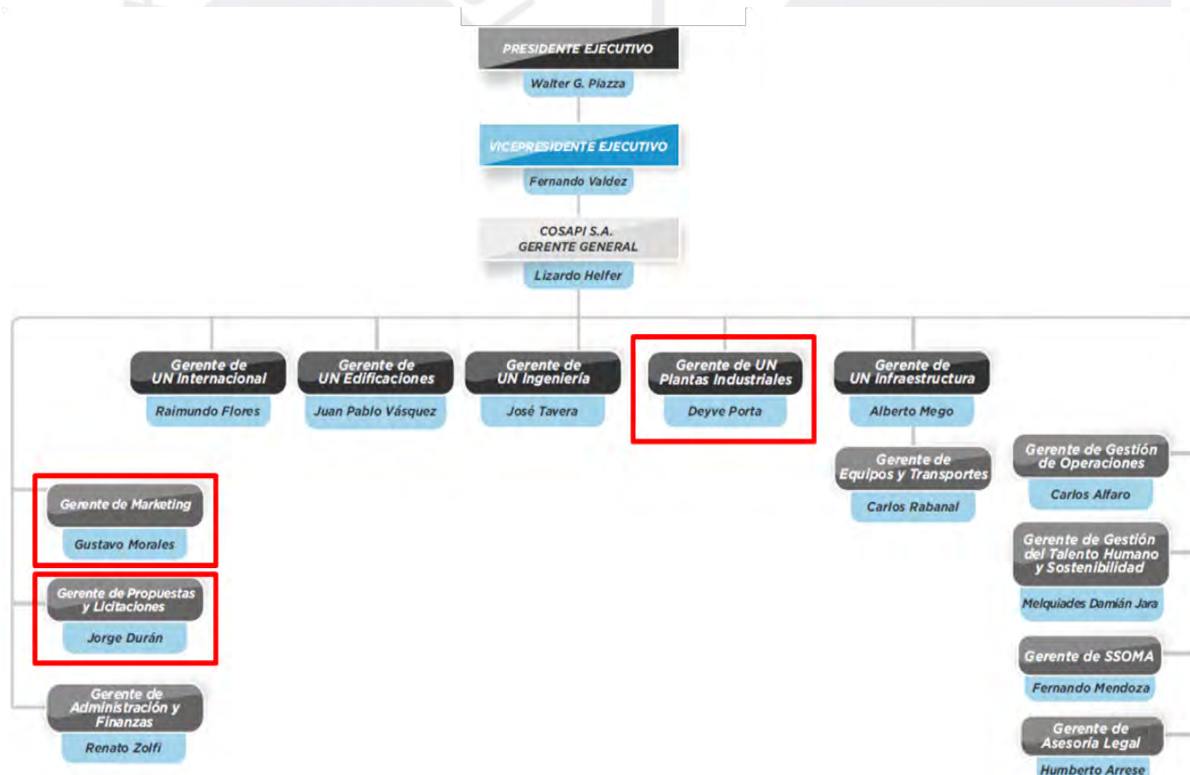 PRESIDENTE EJECUTIVO
Walter G. Piazza
VICEPRESIDENTE EJECUTIVO
Fernando Valdez
COSAPI S.A.
GERENTE GENERAL
Lizardo Helfer
Gerente de
UN Internacional
Raimundo Flores
Gerente de
UN Edificaciones
Juan Pablo Vásquez
Gerente de
UN Ingeniería
José Tavera
Gerente de UN
Plantas Industriales
Deyve Porta
Gerente de
UN Infraestructura
Alberto Mego
Gerente de
Equipos y Transportes
Carlos Rabanal
Gerente de Marketing
Gustavo Morales
Gerente de Propuestas
y Licitaciones
Jorge Durán
Gerente de
Administración y
Finanzas
Renato Zolfi
Gerente de Gestión
de Operaciones
Carlos Alfaro
Gerente de Gestión
del Talento Humano
y Sostenibilidad
Melquiades Damián Jara
Gerente de SSOMA
Fernando Mendoza
Gerente de
Asesoría Legal
Humberto Arrese